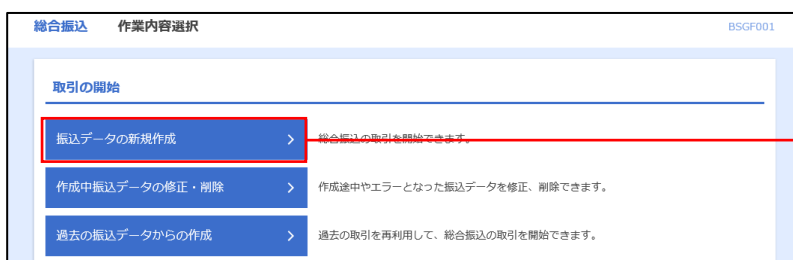 総合振込 作業内容選択 BSGF001
取引の開始
振込データの新規作成 総合振込の取引を開始できます。
作成中振込データの修正・削除 作成途中やエラーとなった振込データを修正、削除できます。
過去の振込データからの作成 過去の取引を再利用して、総合振込の取引を開始できます。